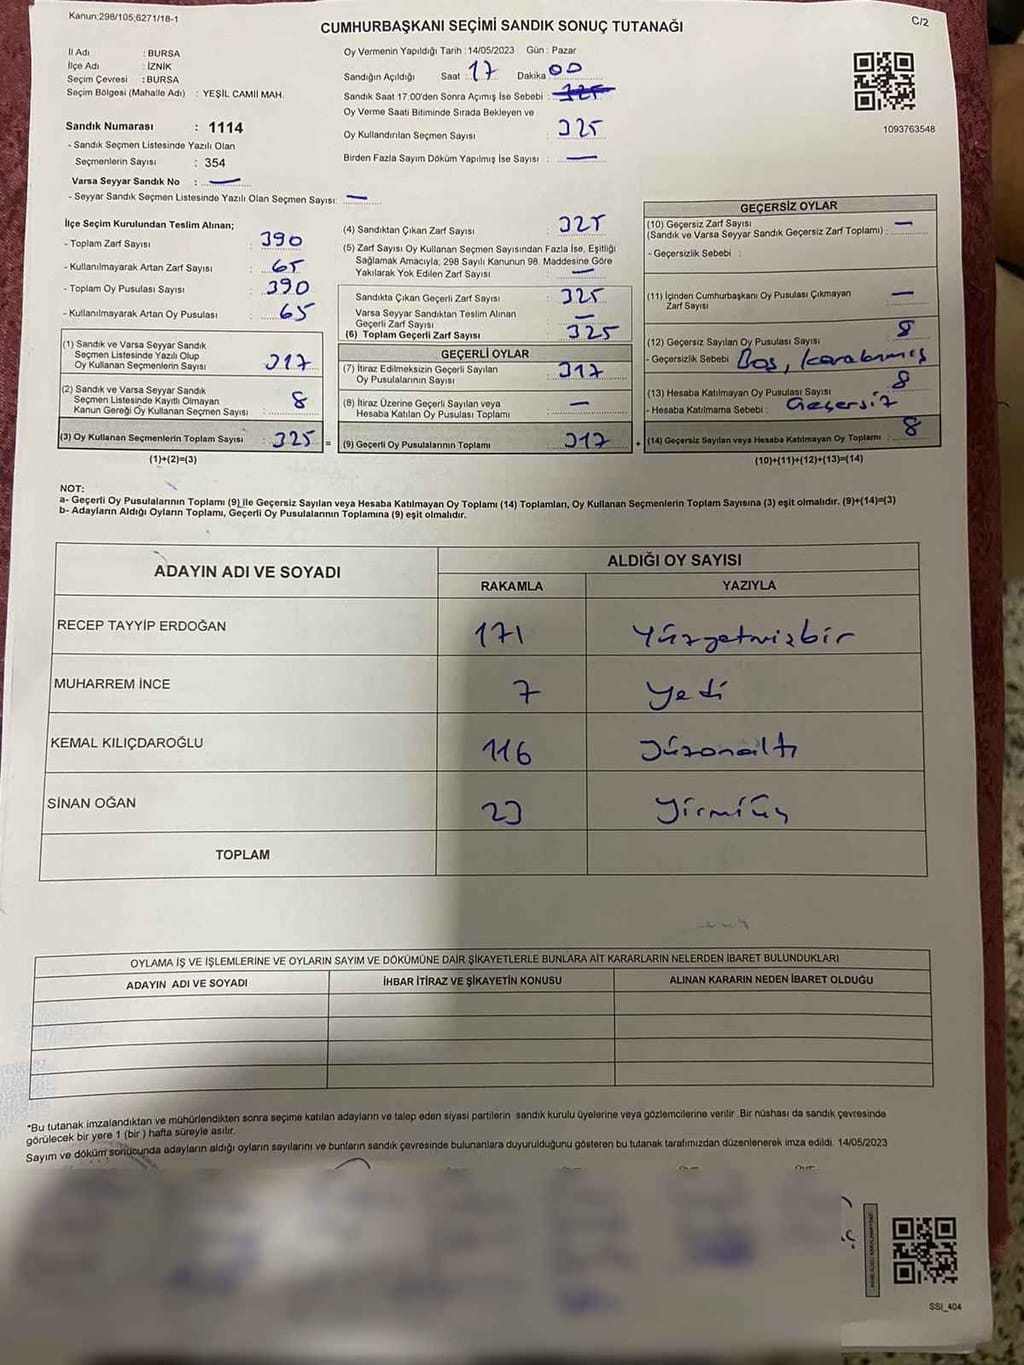 Kanun:298/105;6271/18-1
C/2
CUMHURBAŞKANI SEÇİMİ SANDIK SONUÇ TUTANAĞI
İl Adı : BURSA
İlçe Adı : İZNİK
Seçim Çevresi : BURSA
Seçim Bölgesi (Mahalle Adı) : YEŞİL CAMİİ MAH.
Sandık Numarası : 1114
- Sandık Seçmen Listesinde Yazılı Olan
Seçmenlerin Sayısı : 354
Varsa Seyyar Sandık No : —
- Seyyar Sandık Seçmen Listesinde Yazılı Olan Seçmen Sayısı: —
Oy Vermenin Yapıldığı Tarih : 14/05/2023 Gün : Pazar
Sandığın Açıldığı Saat : 17 Dakika : 00
Sandık Saat 17:00'den Sonra Açımış İse Sebebi : 325
Oy Verme Saati Bitiminde Sırada Bekleyen ve
Oy Kullandırılan Seçmen Sayısı : 325
Birden Fazla Sayım Döküm Yapılmış İse Sayısı : —
1093763548
İlçe Seçim Kurulundan Teslim Alınan;
- Toplam Zarf Sayısı : 390
- Kullanılmayarak Artan Zarf Sayısı : 65
- Toplam Oy Pusulası Sayısı : 390
- Kullanılmayarak Artan Oy Pusulası : 65
(1) Sandık ve Varsa Seyyar Sandık
Seçmen Listesinde Yazılı Olup
Oy Kullanan Seçmenlerin Sayısı : 317
(2) Sandık ve Varsa Seyyar Sandık
Seçmen Listesinde Kayıtlı Olmayan
Kanun Gereği Oy Kullanan Seçmen Sayısı : 8
(3) Oy Kullanan Seçmenlerin Toplam Sayısı : 325 =
(1)+(2)=(3)
(4) Sandıktan Çıkan Zarf Sayısı : 325
(5) Zarf Sayısı Oy Kullanan Seçmen Sayısından Fazla İse, Eşitliği
Sağlamak Amacıyla; 298 Sayılı Kanunun 98. Maddesine Göre
Yakılarak Yok Edilen Zarf Sayısı : —
Sandıkta Çıkan Geçerli Zarf Sayısı : 325
Varsa Seyyar Sandıktan Teslim Alınan
Geçerli Zarf Sayısı : —
(6) Toplam Geçerli Zarf Sayısı : 325
GEÇERLİ OYLAR
(7) İtiraz Edilmeksizin Geçerli Sayılan
Oy Pusulalarının Sayısı : 317
(8) İtiraz Üzerine Geçerli Sayılan veya
Hesaba Katılan Oy Pusulası Toplamı : —
(9) Geçerli Oy Pusulalarının Toplamı : 317 +
GEÇERSİZ OYLAR
(10) Geçersiz Zarf Sayısı
(Sandık ve Varsa Seyyar Sandık Geçersiz Zarf Toplamı) : —
- Geçersizlik Sebebi :
(11) İçinden Cumhurbaşkanı Oy Pusulası Çıkmayan
Zarf Sayısı : —
(12) Geçersiz Sayılan Oy Pusulası Sayısı : 8
- Geçersizlik Sebebi : Boş, karalanmış
(13) Hesaba Katılmayan Oy Pusulası Sayısı : 8
- Hesaba Katılmama Sebebi : Geçersiz
(14) Geçersiz Sayılan veya Hesaba Katılmayan Oy Toplamı : 8
(10)+(11)+(12)+(13)=(14)
NOT:
a- Geçerli Oy Pusulalarının Toplamı (9) ile Geçersiz Sayılan veya Hesaba Katılmayan Oy Toplamı (14) Toplamları, Oy Kullanan Seçmenlerin Toplam Sayısına (3) eşit olmalıdır. (9)+(14)=(3)
b- Adayların Aldığı Oyların Toplamı, Geçerli Oy Pusulalarının Toplamına (9) eşit olmalıdır.
ADAYIN ADI VE SOYADI
ALDIĞI OY SAYISI
RAKAMLA YAZIYLA
RECEP TAYYİP ERDOĞAN 171 Yüzyetmişbir
MUHARREM İNCE 7 Yedi
KEMAL KILIÇDAROĞLU 116 Yüzonaltı
SİNAN OĞAN 23 Yirmiüç
TOPLAM
OYLAMA İŞ VE İŞLEMLERİNE VE OYLARIN SAYIM VE DÖKÜMÜNE DAİR ŞİKAYETLERLE BUNLARA AİT KARARLARIN NELERDEN İBARET BULUNDUKLARI
ADAYIN ADI VE SOYADI İHBAR İTİRAZ VE ŞİKAYETİN KONUSU ALINAN KARARIN NEDEN İBARET OLDUĞU
*Bu tutanak imzalandıktan ve mühürlendikten sonra seçime katılan adayların ve talep eden siyasi partilerin sandık kurulu üyelerine veya gözlemcilerine verilir .Bir nüshası da sandık çevresinde
görülecek bir yere 1 (bir ) hafta süreyle asılır.
Sayım ve döküm sonucunda adayların aldığı oyların sayılarını ve bunların sandık çevresinde bulunanlara duyurulduğunu gösteren bu tutanak tarafımızdan düzenlenerek imza edildi. 14/05/2023
SSI_404